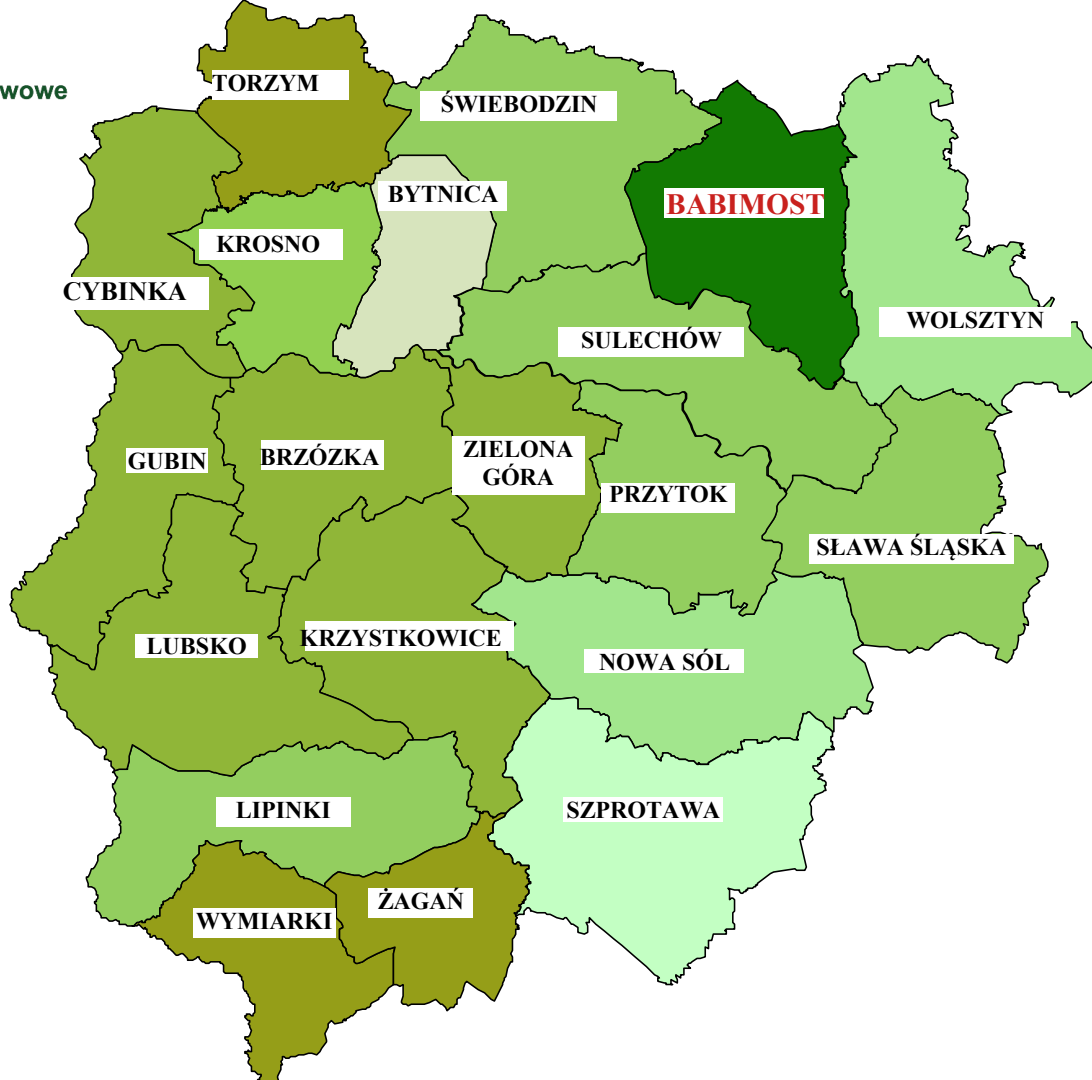 TORZYM
wowe
ŚWIEBODZIN
BYTNICA
BABIMOST
KROSNO
CYBINKA
WOLSZTYN
SULECHÓW
ZIELONA
GÓRA
BRZÓZKA
GUBIN
PRZYTOK
SŁAWA ŚLĄSKA
KRZYSTKOWICE
LUBSKO
NOWA SÓL
LIPINKI
SZPROTAWA
ŻAGAŃ
WYMIARKI